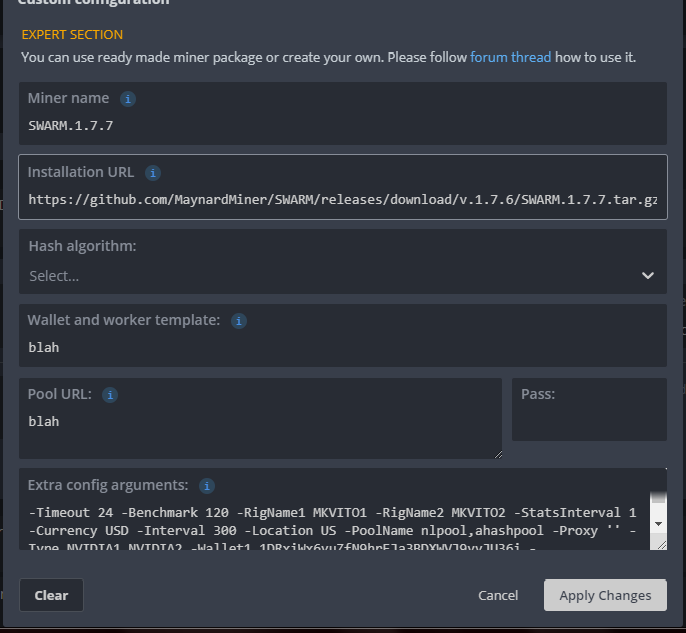 Custom configuration
EXPERT SECTION
You can use ready made miner package or create your own. Please follow forum thread how to use it.
Miner name
SWARM.1.7.7
Installation URL
https://github.com/MaynardMiner/SWARM/releases/download/v.1.7.6/SWARM.1.7.7.tar.gz
Hash algorithm:
Select...
Wallet and worker template:
blah
Pool URL:
blah
Pass:
Extra config arguments:
-Timeout 24 -Benchmark 120 -RigName1 MKVITO1 -RigName2 MKVITO2 -StatsInterval 1
-Currency USD -Interval 300 -Location US -PoolName nlpool,ahashpool -Proxy '' -
Type NVIDIA1,NVIDIA2 -Wallet1
Clear
Cancel
Apply Changes